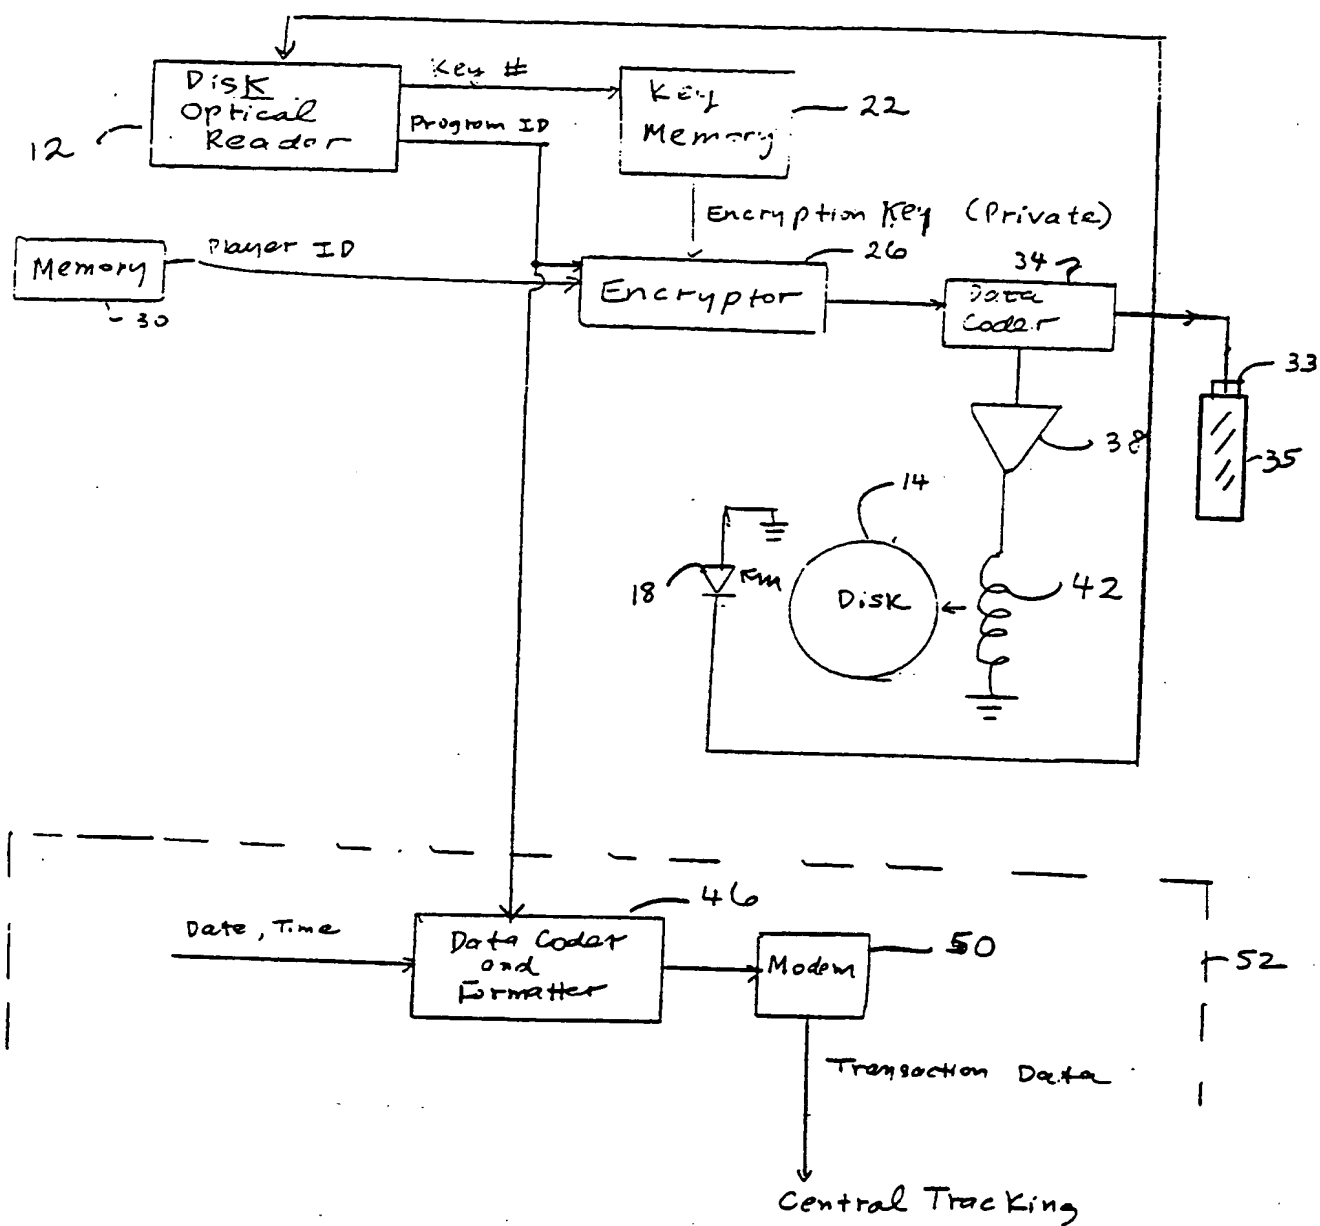 Key #
Disk
Optical
Reader
12
Program ID
Key
Memory
22
Encryption Key (Private)
Player ID
Memory
30
26
Encryptor
34
Data
Coder
33
35
38
14
18
Disk
42
46
Date, Time
Data Coder
and
Formatter
50
Modem
52
Transaction Data
Central Tracking